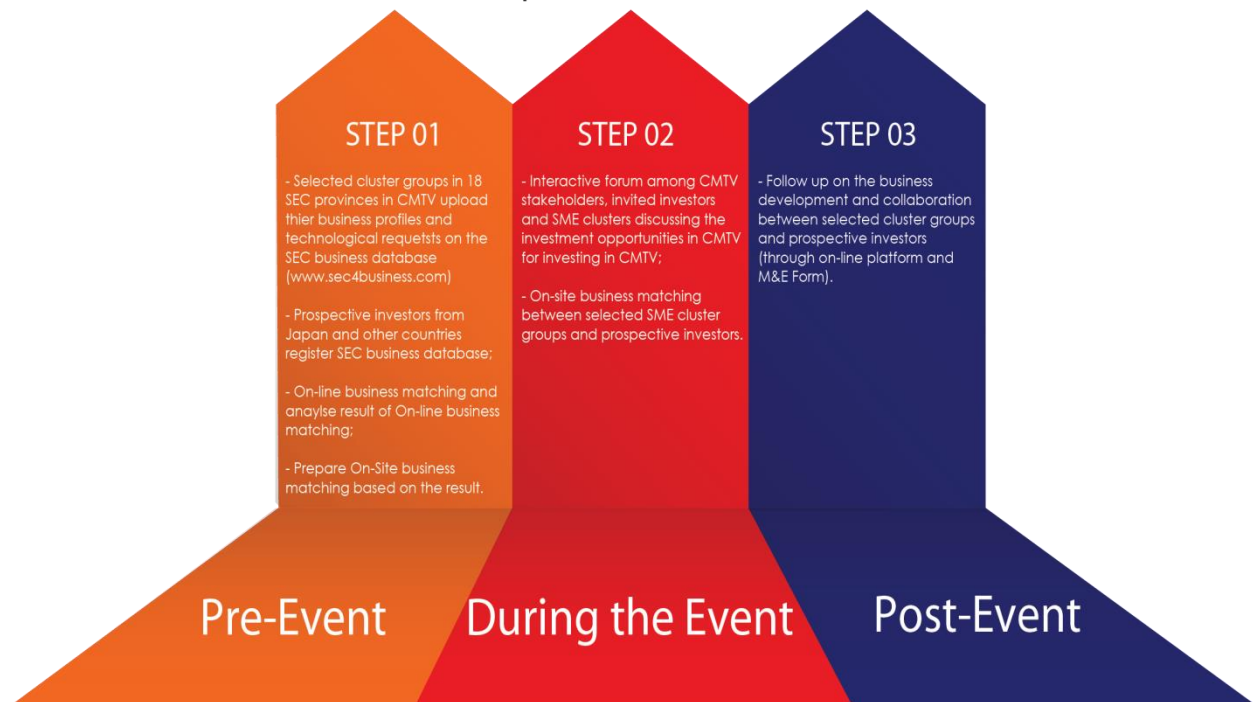 STEP 01
- Selected cluster groups in 18
SEC provinces in CMTV upload
thier business profiles and
technological requetsts on the
SEC business database
(www.sec4business.com)
- Prospective investors from
Japan and other countries
register SEC business database;
- On-line business matching and
anaylse result of On-line business
matching;
- Prepare On-Site business
matching based on the result.
STEP 02
- Interactive forum among CMTV
stakeholders, invited investors
and SME clusters discussing the
investment opportunities in CMTV
for investing in CMTV;
- On-site business matching
between selected SME cluster
groups and prospective investors.
STEP 03
- Follow up on the business
development and collaboration
between selected cluster groups
and prospective investors
(through on-line platform and
M&E Form).
Pre-Event
During the Event
Post-Event